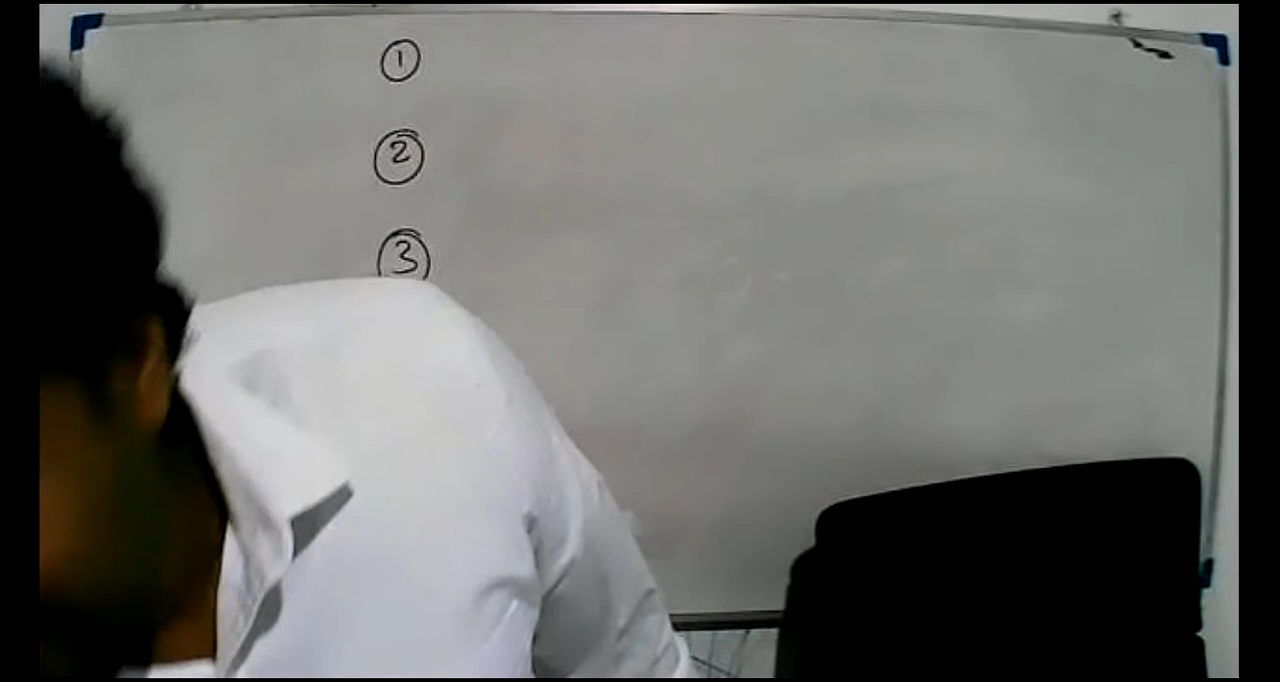 ①
②
③